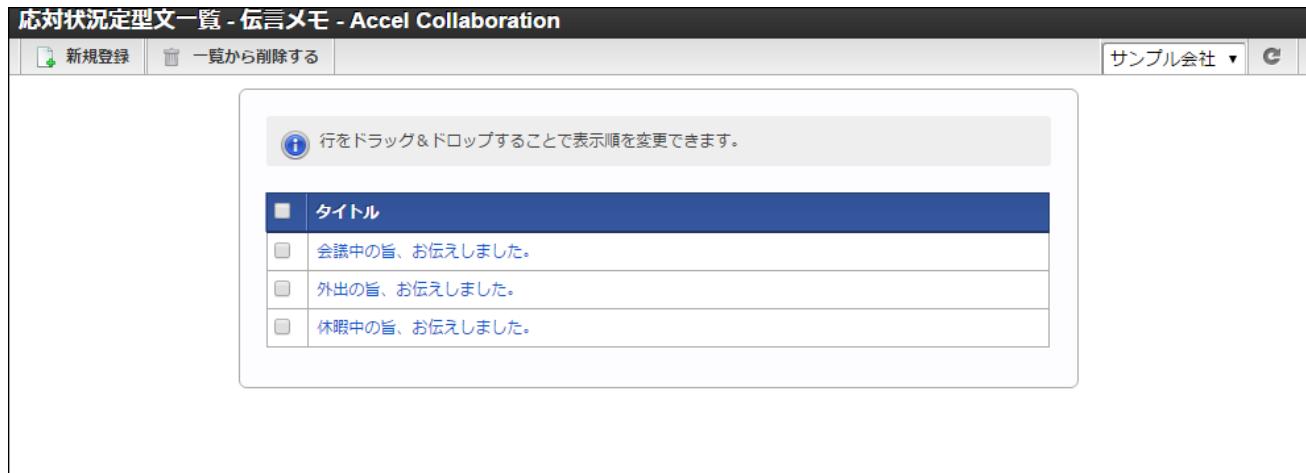 応対状況定型文一覧 - 伝言メモ - Accel Collaboration
新規登録 一覧から削除する サンプル会社
行をドラッグ＆ドロップすることで表示順を変更できます。
タイトル
会議中の旨、お伝えしました。
外出の旨、お伝えしました。
休暇中の旨、お伝えしました。